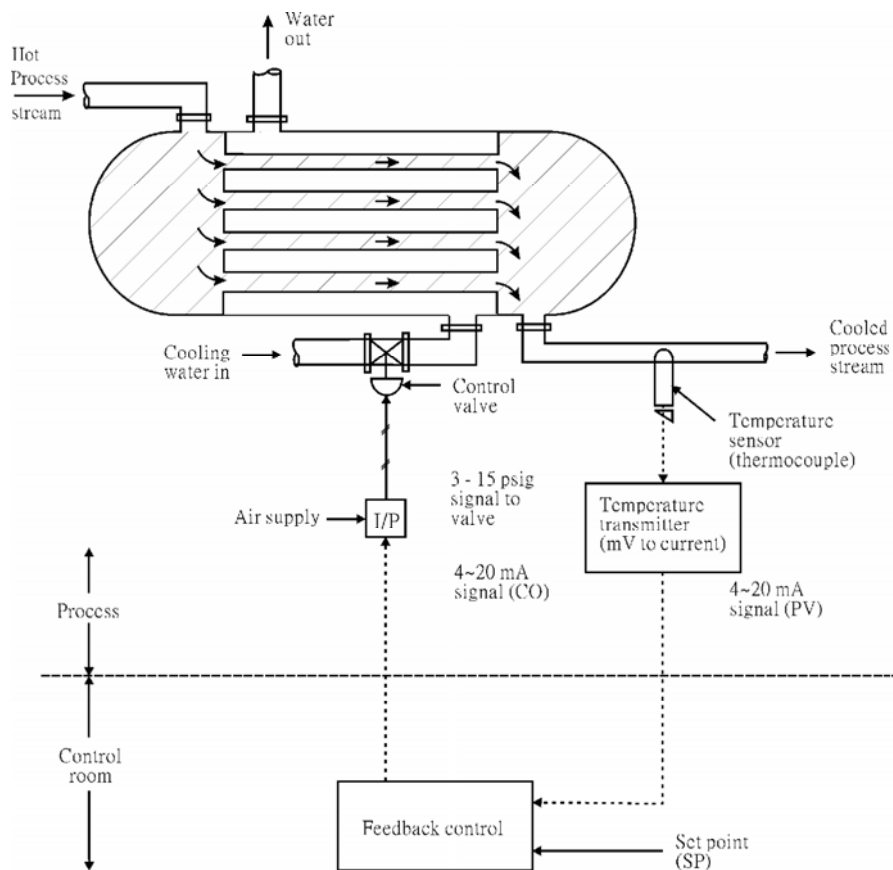 Water
out
Hot
Process
stream
Cooling
water in
Control
valve
Cooled
process
stream
Temperature
sensor
(thermocouple)
3 - 15 psig
signal to
valve
Air supply
I/P
Temperature
transmitter
(mV to current)
4~20 mA
signal (CO)
4~20 mA
signal (PV)
Process
Control
room
Feedback control
Set point
(SP)